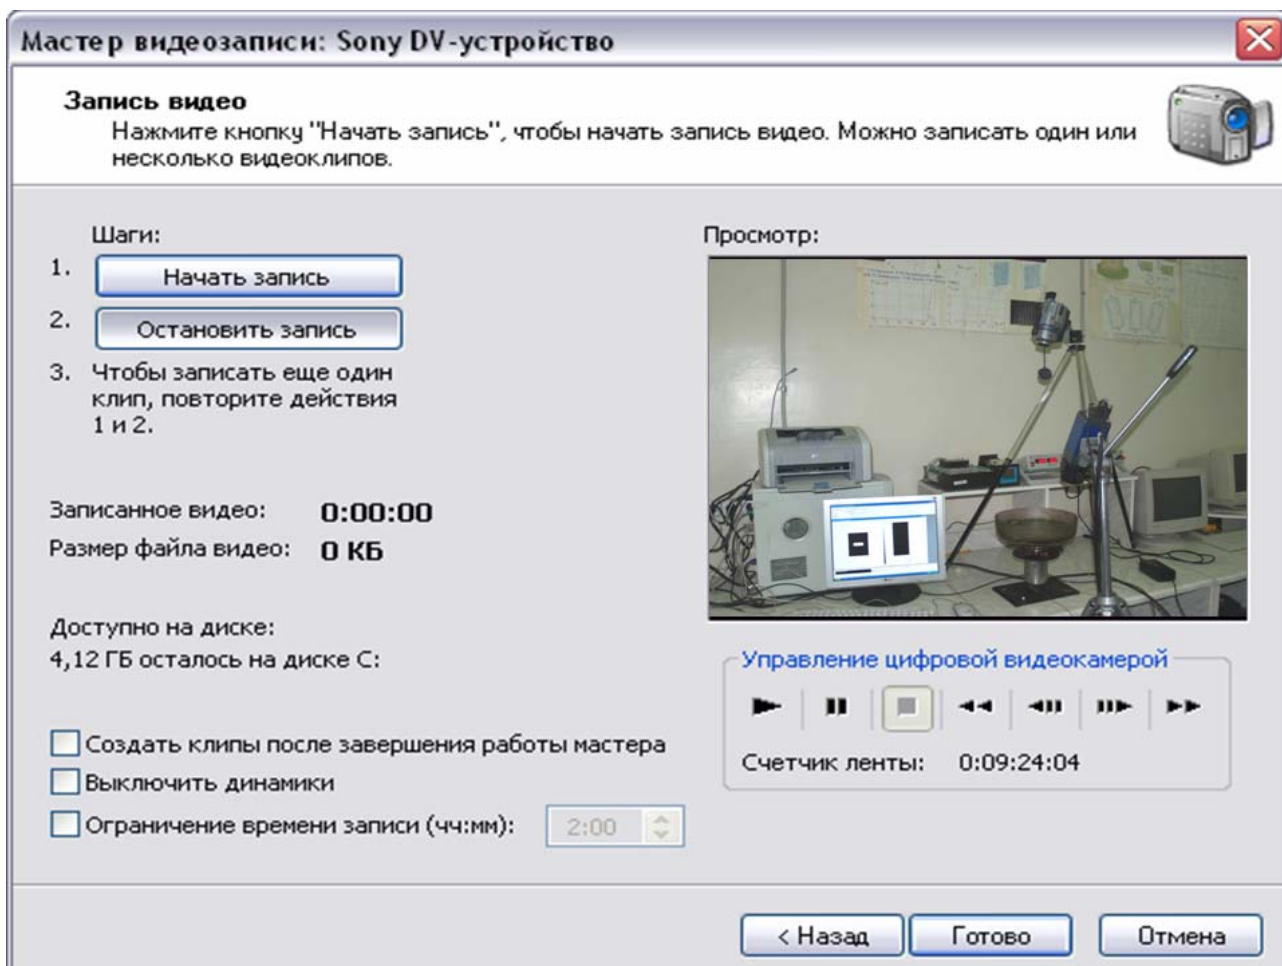 Мастер видеозаписи: Sony DV-устройство
Запись видео
Нажмите кнопку "Начать запись", чтобы начать запись видео. Можно записать один или
несколько видеоклипов.
Шаги:
1. Начать запись
2. Остановить запись
3. Чтобы записать еще один
клип, повторите действия
1 и 2.
Записанное видео: 0:00:00
Размер файла видео: 0 КБ
Доступно на диске:
4,12 ГБ осталось на диске C:
Создать клипы после завершения работы мастера
Выключить динамики
Ограничение времени записи (чч:мм): 2:00
Просмотр:
Управление цифровой видеокамерой
Счетчик ленты: 0:09:24:04
< Назад
Готово
Отмена